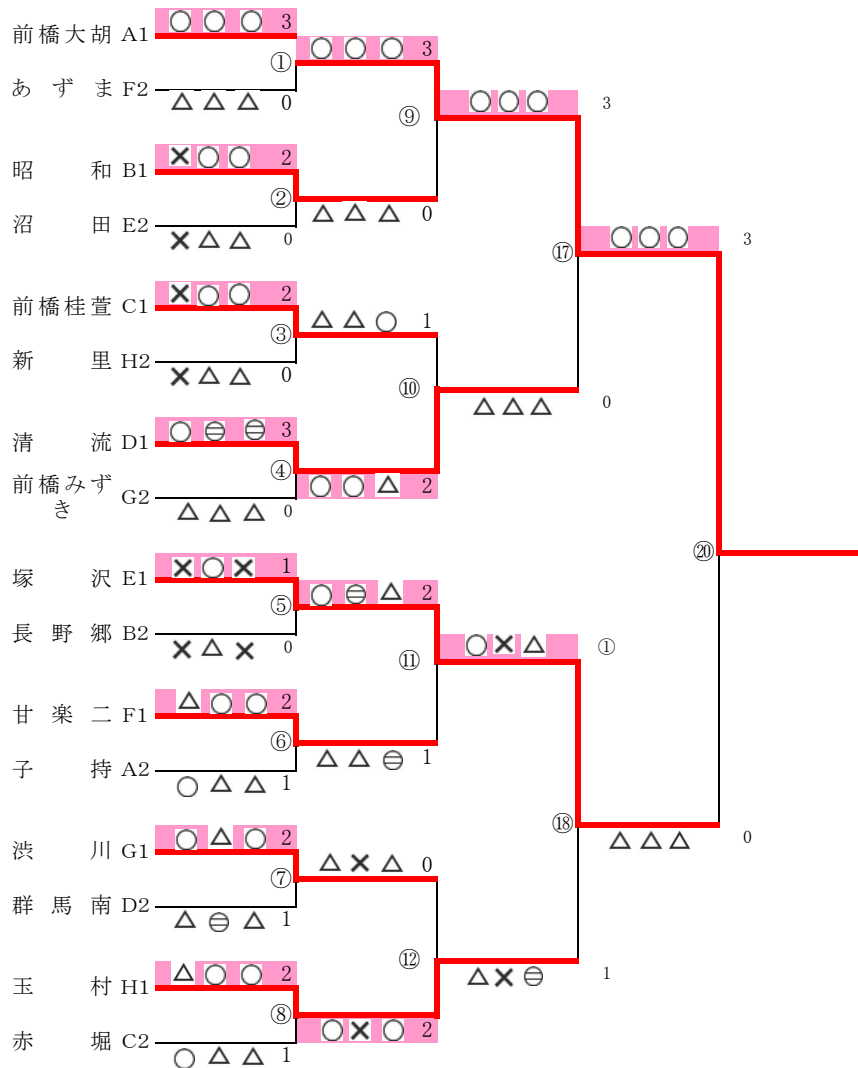 前橋大胡 A1 ○ ○ ○ 3
○ ○ ○ 3
①
あずま F2 △ △ △ 0
○ ○ ○ 3
⑨
昭和 B1 × ○ ○ 2
②
△ △ △ 0
沼田 E2 × △ △ 0
○ ○ ○ 3
⑰
前橋桂萱 C1 × ○ ○ 2
△ △ ○ 1
③
新里 H2 × △ △ 0
⑩
△ △ △ 0
清流 D1 ○ ⊜ ⊜ 3
④
前橋みず
き G2 △ △ △ 0
○ ○ △ 2
⑳
塚沢 E1 × ○ × 1
○ ⊜ △ 2
⑤
長野郷 B2 × △ × 0
○ × △ ①
⑪
甘楽二 F1 △ ○ ○ 2
⑥
△ △ ⊜ 1
子持 A2 ○ △ △ 1
⑱
△ △ △ 0
渋川 G1 ○ △ ○ 2
△ × △ 0
⑦
群馬南 D2 △ ⊜ △ 1
⑫
△ × ⊜ 1
玉村 H1 △ ○ ○ 2
⑧
○ × ○ 2
赤堀 C2 ○ △ △ 1